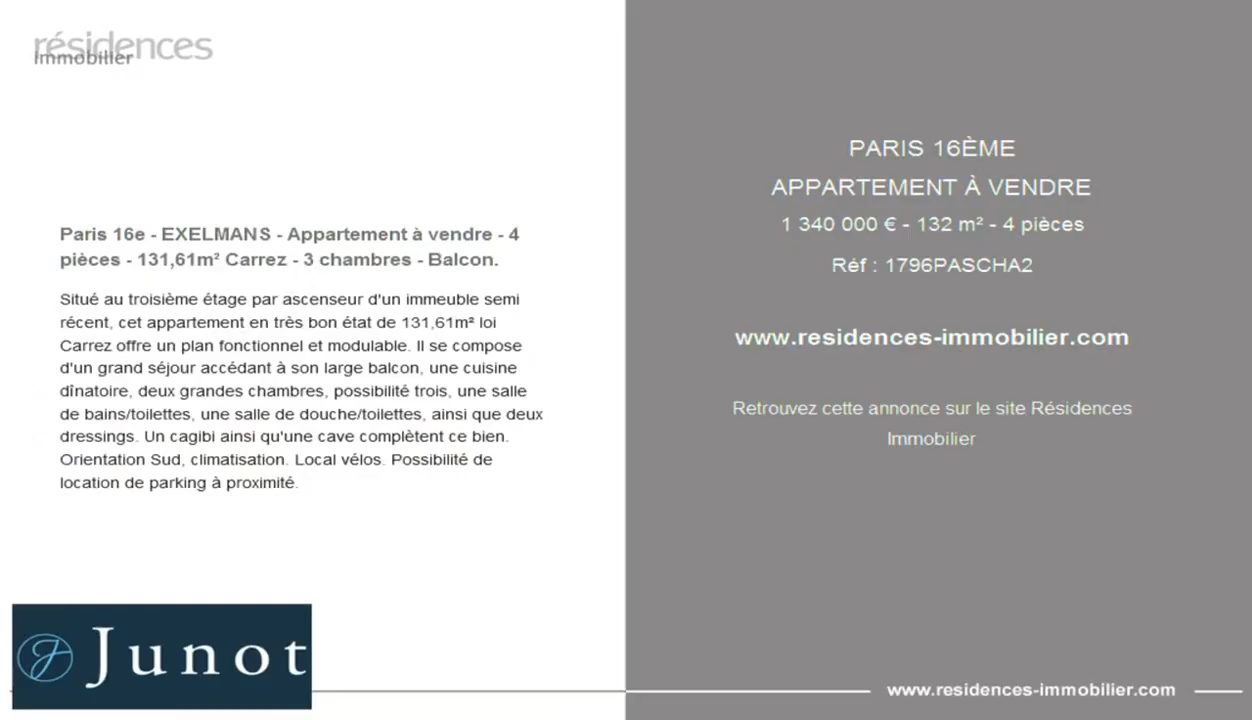 résidences
Immobilier
Paris 16e - EXELMANS - Appartement à vendre - 4
pièces - 131,61m² Carrez - 3 chambres - Balcon.
Situé au troisième étage par ascenseur d'un immeuble semi
récent, cet appartement en très bon état de 131,61m² loi
Carrez offre un plan fonctionnel et modulable. Il se compose
d'un grand séjour accédant à son large balcon, une cuisine
dînatoire, deux grandes chambres, possibilité trois, une salle
de bains/toilettes, une salle de douche/toilettes, ainsi que deux
dressings. Un cagibi ainsi qu'une cave complètent ce bien.
Orientation Sud, climatisation. Local vélos. Possibilité de
location de parking à proximité.
Junot
PARIS 16ÈME
APPARTEMENT À VENDRE
1 340 000 € - 132 m² - 4 pièces
Réf : 1796PASCHA2
www.residences-immobilier.com
Retrouvez cette annonce sur le site Résidences
Immobilier
www.residences-immobilier.com